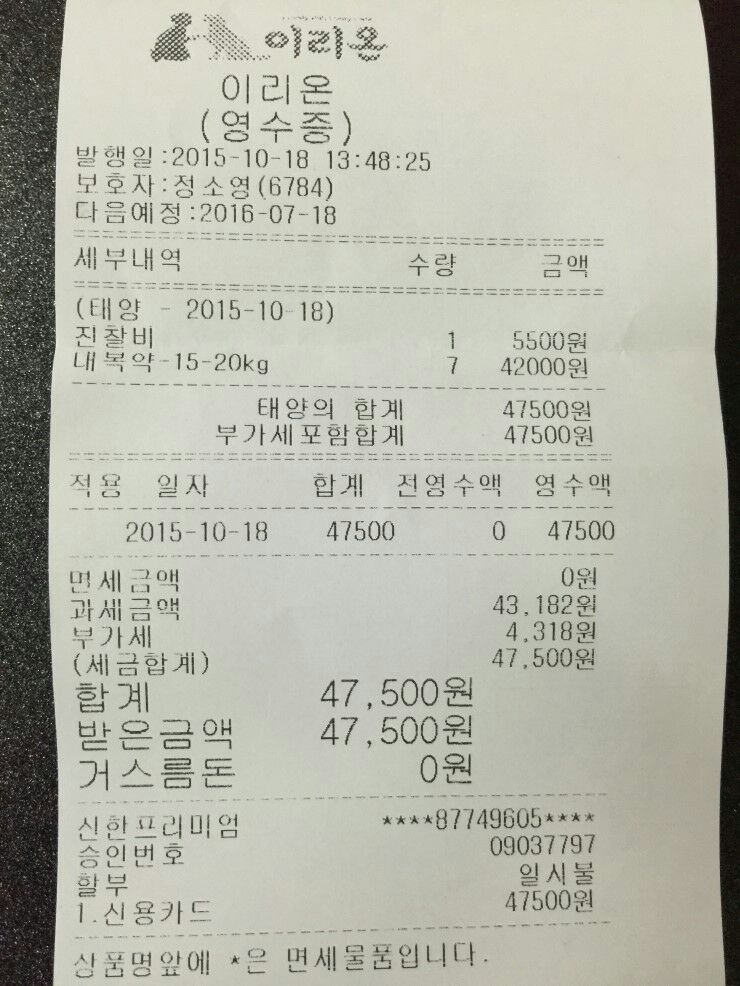 이리온
이리온
(영수증)
발행일:2015-10-18 13:48:25
보호자:정소영(6784)
다음예정:2016-07-18
세부내역 수량 금액
(태양 - 2015-10-18)
진찰비 1 5500원
내복약-15-20kg 7 42000원
태양의 합계 47500원
부가세포함합계 47500원
적용 일자 합계 전영수액 영수액
2015-10-18 47500 0 47500
면세금액 0원
과세금액 43,182원
부가세 4,318원
(세금합계) 47,500원
합계 47,500원
받은금액 47,500원
거스름돈 0원
신한프리미엄 ****87749605****
승인번호 09037797
할부 일시불
1.신용카드 47500원
상품명앞에 *은 면세물품입니다.